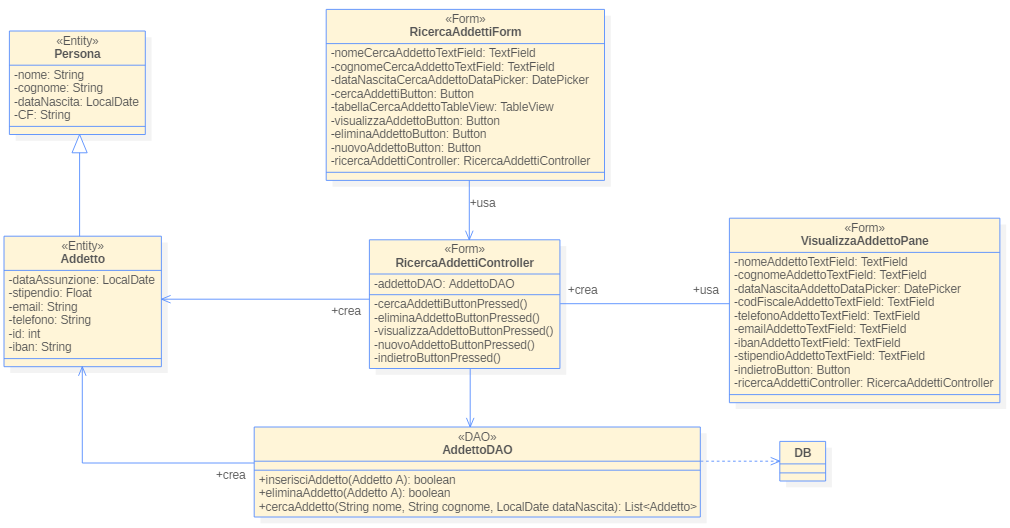 «Entity»
Persona
-nome: String
-cognome: String
-dataNascita: LocalDate
-CF: String
«Form»
RicercaAddettiForm
-nomeCercaAddettoTextField: TextField
-cognomeCercaAddettoTextField: TextField
-dataNascitaCercaAddettoDataPicker: DatePicker
-cercaAddettiButton: Button
-tabellaCercaAddettoTableView: TableView
-visualizzaAddettoButton: Button
-eliminaAddettoButton: Button
-nuovoAddettoButton: Button
-ricercaAddettiController: RicercaAddettiController
+usa
«Entity»
Addetto
-dataAssunzione: LocalDate
-stipendio: Float
-email: String
-telefono: String
-id: int
-iban: String
+crea
«Form»
RicercaAddettiController
-addettoDAO: AddettoDAO
-cercaAddettiButtonPressed()
-eliminaAddettoButtonPressed()
-visualizzaAddettoButtonPressed()
-nuovoAddettoButtonPressed()
-indietroButtonPressed()
+crea
+usa
«Form»
VisualizzaAddettoPane
-nomeAddettoTextField: TextField
-cognomeAddettoTextField: TextField
-dataNascitaAddettoDataPicker: DatePicker
-codFiscaleAddettoTextField: TextField
-telefonoAddettoTextField: TextField
-emailAddettoTextField: TextField
-ibanAddettoTextField: TextField
-stipendioAddettoTextField: TextField
-indietroButton: Button
-ricercaAddettiController: RicercaAddettiController
+crea
«DAO»
AddettoDAO
+inserisciAddetto(Addetto A): boolean
+eliminaAddetto(Addetto A): boolean
+cercaAddetto(String nome, String cognome, LocalDate dataNascita): List<Addetto>
DB